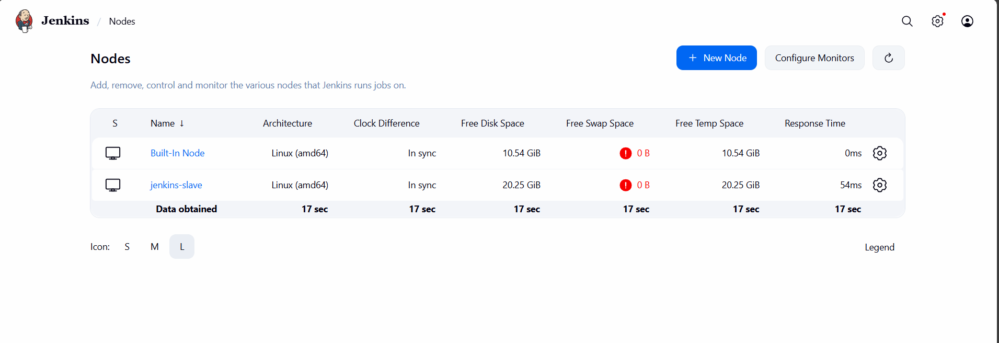 Jenkins / Nodes
Nodes
+ New Node
Configure Monitors
Add, remove, control and monitor the various nodes that Jenkins runs jobs on.
S Name ↓ Architecture Clock Difference Free Disk Space Free Swap Space Free Temp Space Response Time
Built-In Node Linux (amd64) In sync 10.54 GiB ! 0 B 10.54 GiB 0ms
jenkins-slave Linux (amd64) In sync 20.25 GiB ! 0 B 20.25 GiB 54ms
Data obtained 17 sec 17 sec 17 sec 17 sec 17 sec 17 sec
Icon: S M L Legend